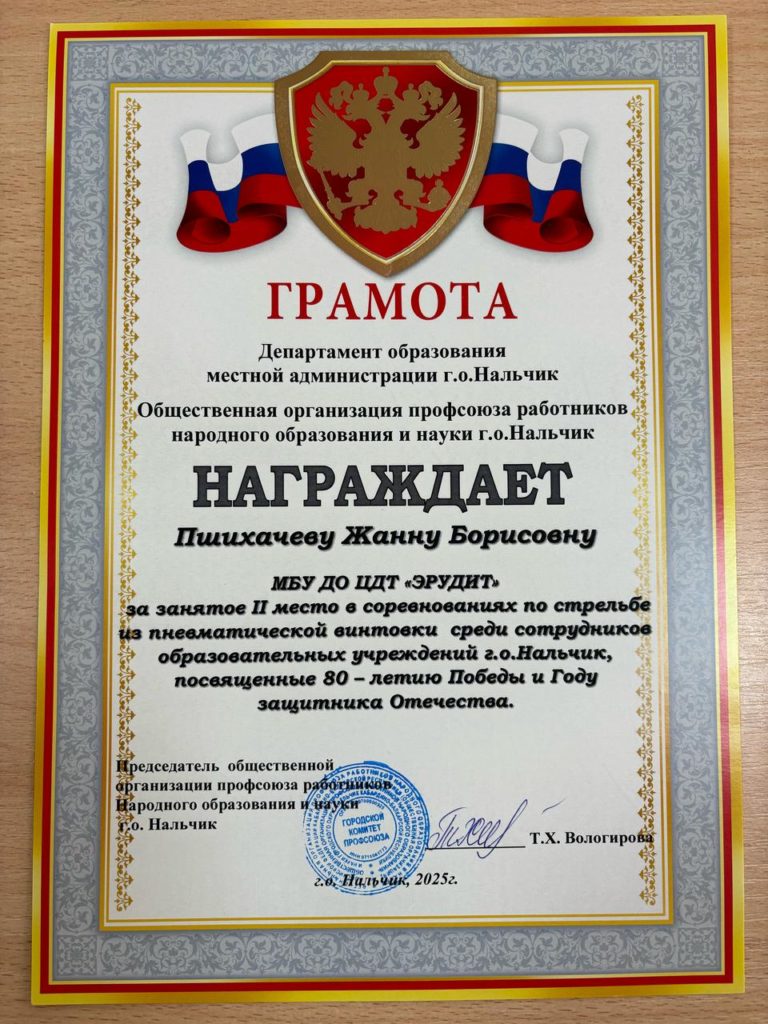 ГРАМОТА
Департамент образования
местной администрации г.о.Нальчик
Общественная организация профсоюза работников
народного образования и науки г.о.Нальчик
НАГРАЖДАЕТ
Пшихачеву Жанну Борисовну
МБУ ДО ЦДТ «ЭРУДИТ»
за занятое II место в соревнованиях по стрельбе
из пневматической винтовки среди сотрудников
образовательных учреждений г.о.Нальчик,
посвященные 80 – летию Победы и Году
защитника Отечества.
Председатель общественной
организации профсоюза работников
Народного образования и науки
г.о. Нальчик
ГОРОДСКОЙ
КОМИТЕТ
ПРОФСОЮЗА
Т.Х. Вологирова
г.о. Нальчик, 2025г.